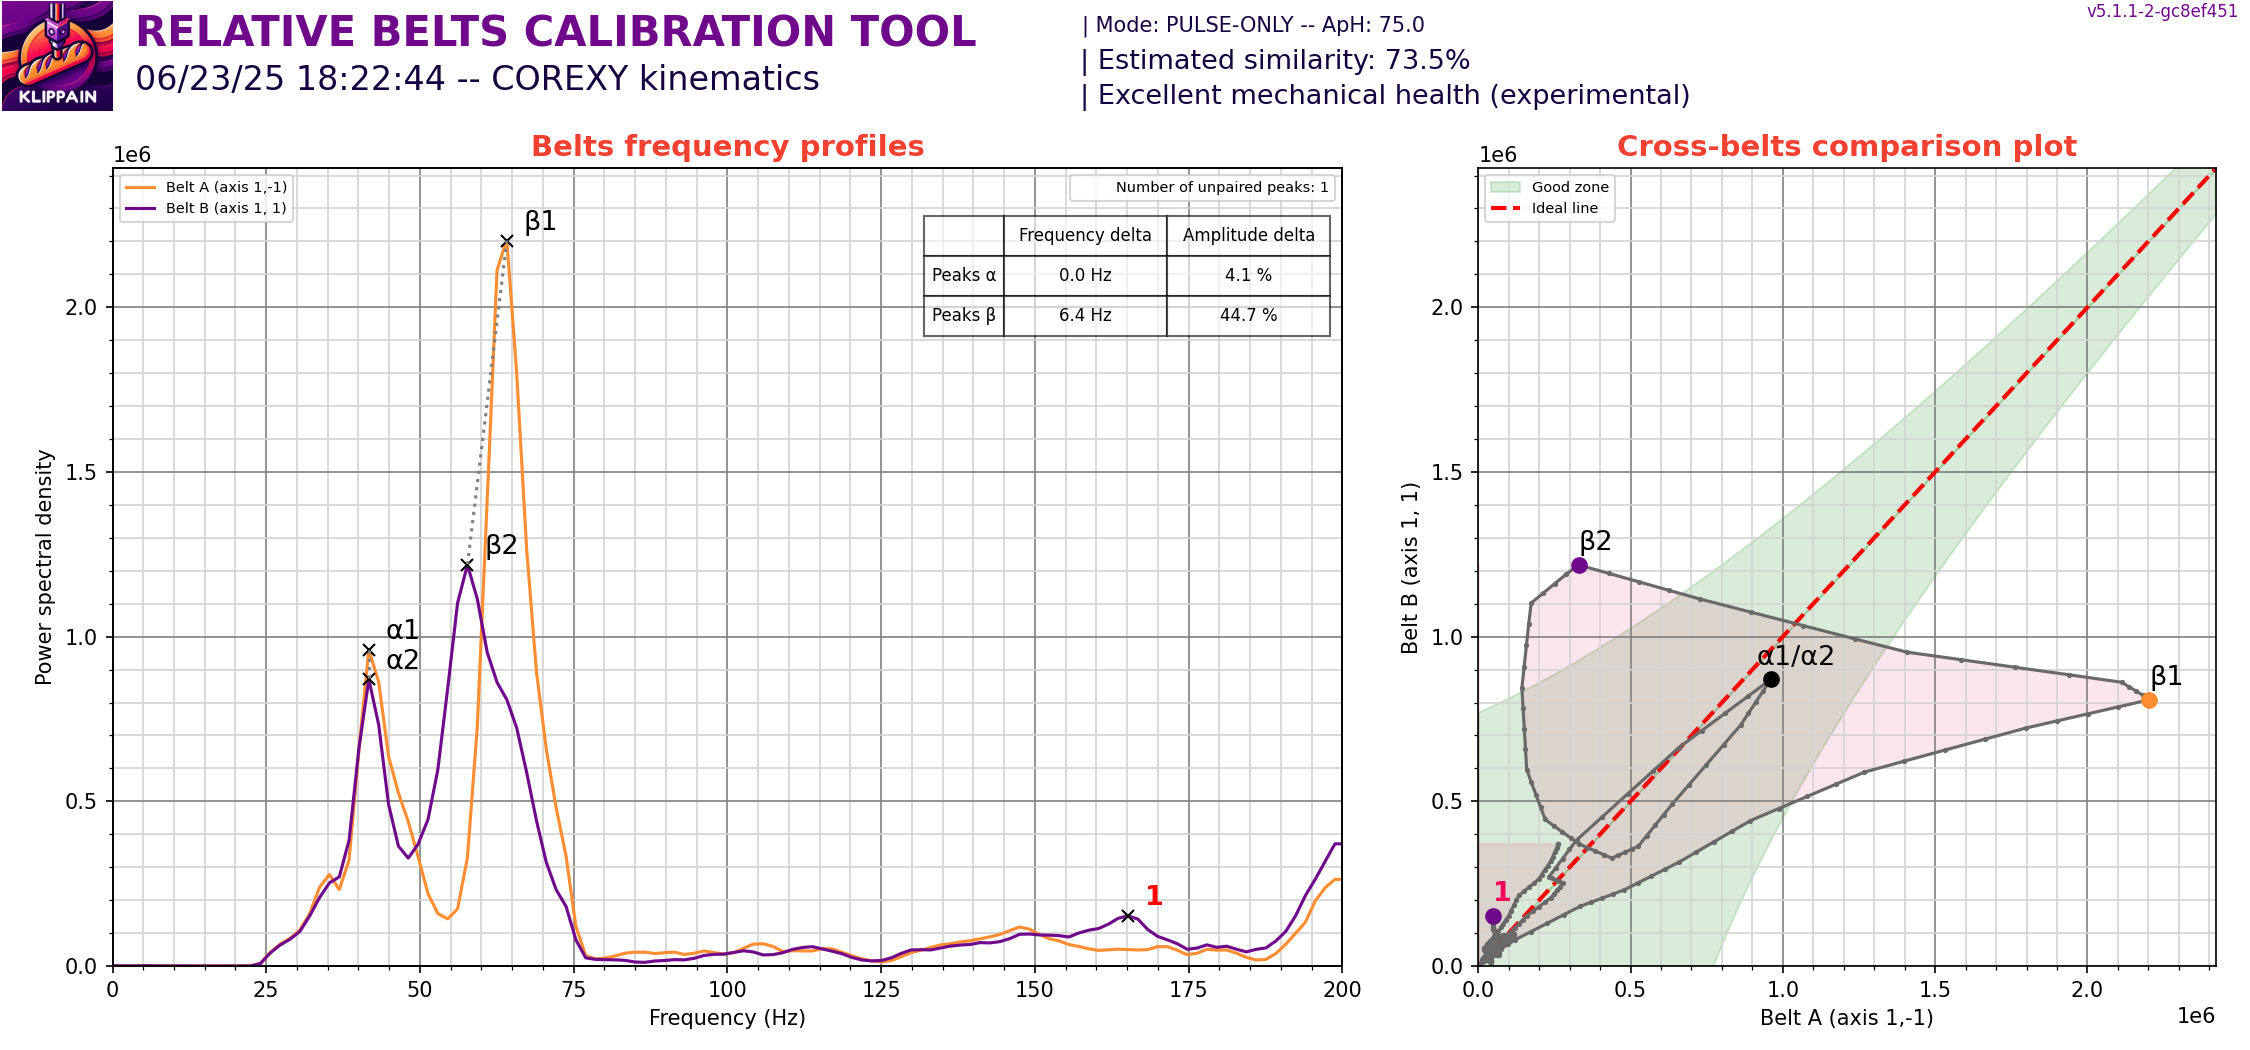 KLIPPAIN
RELATIVE BELTS CALIBRATION TOOL
06/23/25 18:22:44 -- COREXY kinematics
| Mode: PULSE-ONLY -- ApH: 75.0
| Estimated similarity: 73.5%
| Excellent mechanical health (experimental)
v5.1.1-2-gc8ef451
Belts frequency profiles
1e6
Belt A (axis 1,-1)
Belt B (axis 1, 1)
Number of unpaired peaks: 1
Frequency delta Amplitude delta
Peaks α 0.0 Hz 4.1 %
Peaks β 6.4 Hz 44.7 %
β1
β2
α1
α2
1
Power spectral density
2.0
1.5
1.0
0.5
0.0
0 25 50 75 100 125 150 175 200
Frequency (Hz)
Cross-belts comparison plot
1e6
Good zone
Ideal line
β2
α1/α2
β1
1
Belt B (axis 1, 1)
2.0
1.5
1.0
0.5
0.0
0.0 0.5 1.0 1.5 2.0
Belt A (axis 1,-1)
1e6